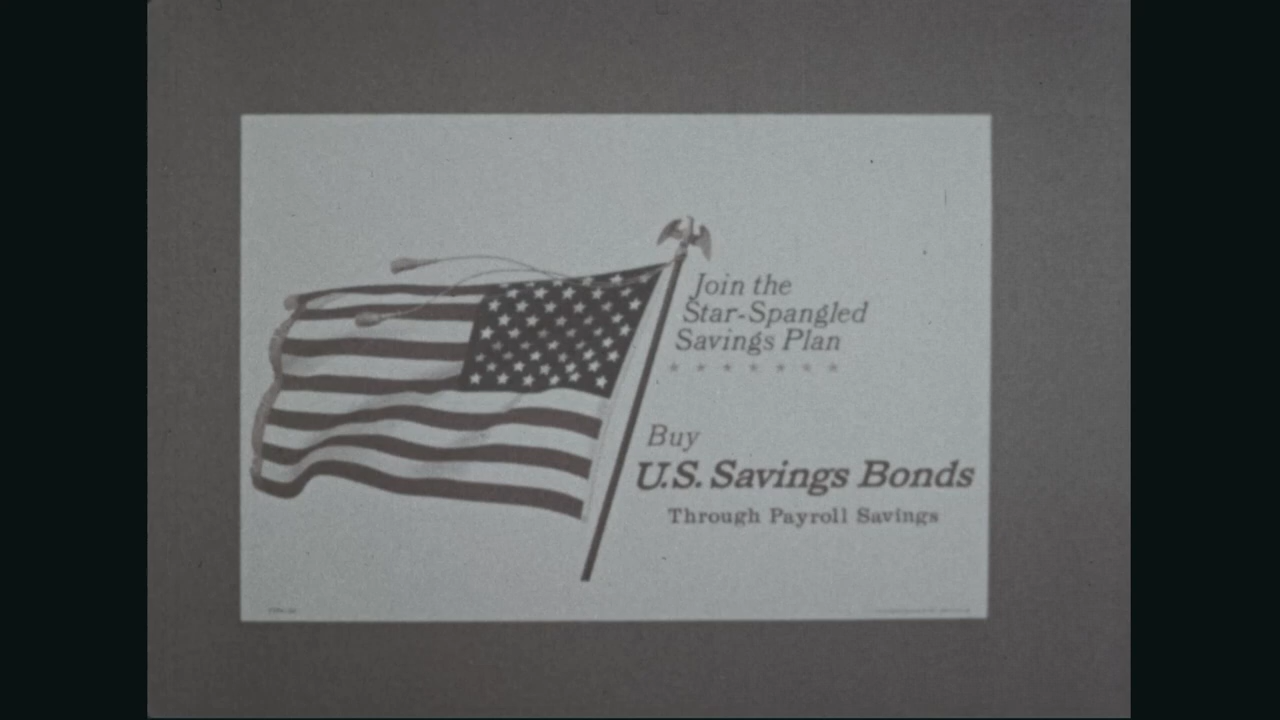 Join the
Star-Spangled
Savings Plan
Buy
U.S. Savings Bonds
Through Payroll Savings